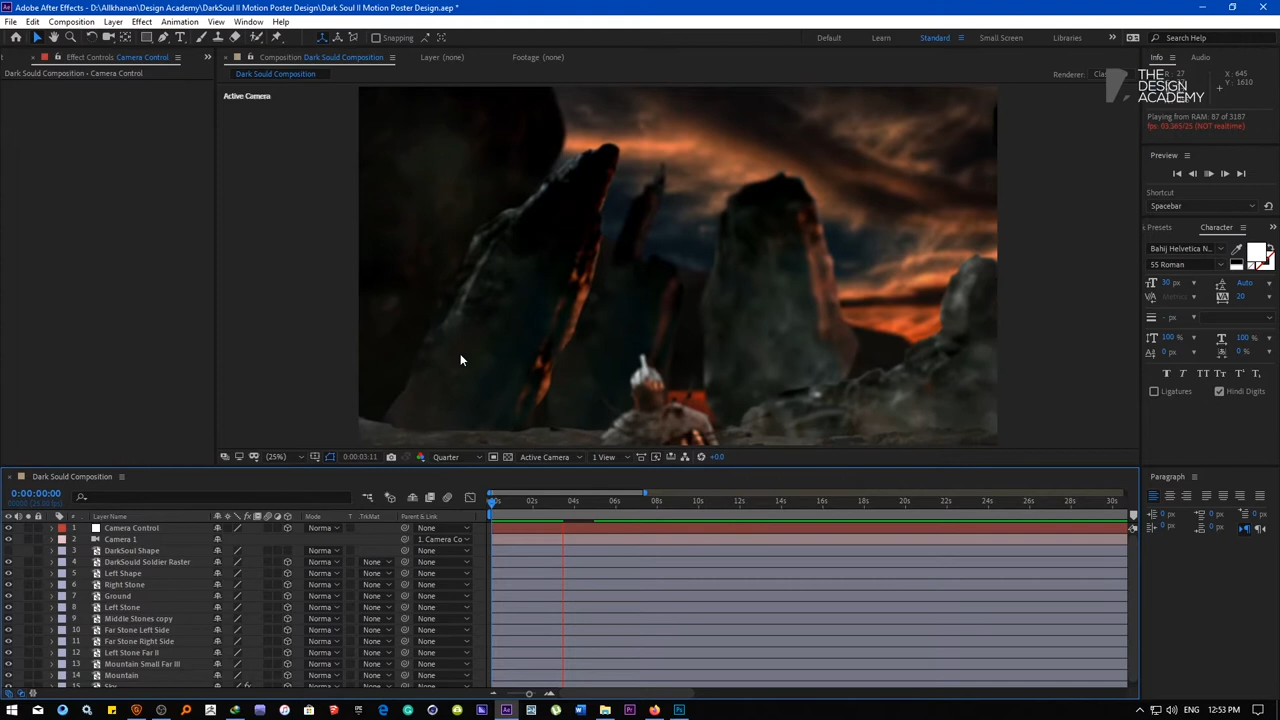 Adobe After Effects - D:\Allkhanan\Design Academy\DarkSoul II Motion Poster Design\Dark Soul II Motion Poster Design.aep *
File Edit Composition Layer Effect Animation View Window Help
Snapping
Default Learn Standard Small Screen Libraries Search Help
Effect Controls Camera Control
Composition Dark Sould Composition
Layer (none)
Footage (none)
Info Audio
Dark Sould Composition • Camera Control
Dark Sould Composition
Renderer:
R : 27
X : 645
Y : 1610
THE
DESIGN
ACADEMY
Active Camera
Playing from RAM: 87 of 3187
fps: 03.365/25 (NOT realtime)
Preview
Shortcut
Spacebar
Presets Character
Bahij Helvetica N...
55 Roman
30 px Auto
Metrics 20
- px
100 % 100 %
0 px 0 %
Ligatures Hindi Digits
(25%) 0:00:03:11 Quarter Active Camera 1 View +0.0
Dark Sould Composition
0:00:00:00
# Layer Name Mode T TrkMat Parent & Link
00s 02s 04s 06s 08s 10s 12s 14s 16s 18s 20s 22s 24s 26s 28s 30s
1 Camera Control Norma None
2 Camera 1 1. Camera Co
3 DarkSoul Shape Norma None
4 DarkSould Soldier Raster Norma None None
5 Left Shape Norma None None
6 Right Stone Norma None None
7 Ground Norma None None
8 Left Stone Norma None None
9 Middle Stones copy Norma None None
10 Far Stone Left Side Norma None None
11 Far Stone Right Side Norma None None
12 Left Stone Far II Norma None None
13 Mountain Small Far III Norma None None
14 Mountain Norma None None
15 Sky
Paragraph
0 px 0 px 0 px
0 px 0 px
12:53 PM